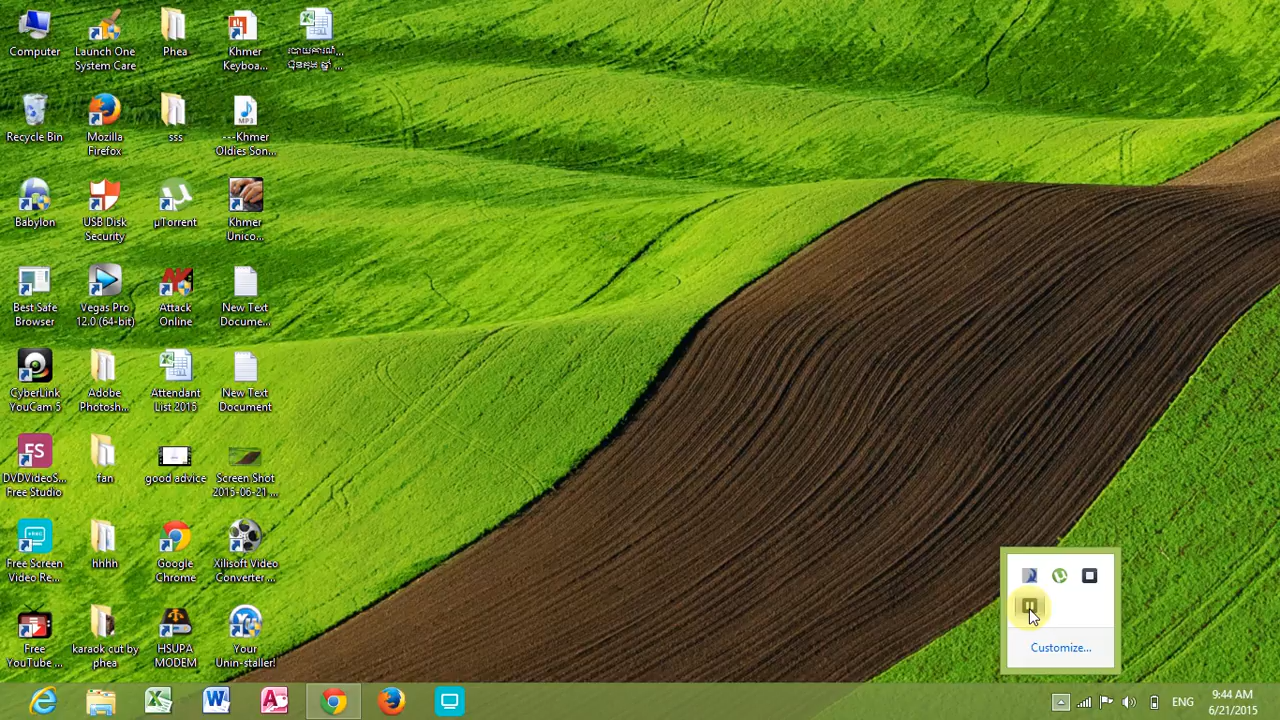 Computer
Launch One
System Care
Phea
Khmer
Keyboa...
Recycle Bin
Mozilla
Firefox
sss
MP3
---Khmer
Oldies Son...
Babylon
USB Disk
Security
µTorrent
Khmer
Unico...
Best Safe
Browser
Vegas Pro
12.0 (64-bit)
Attack
Online
New Text
Docume...
CyberLink
YouCam 5
Adobe
Photosh...
Attendant
List 2015
New Text
Document
FS
DVDVideoS...
Free Studio
fan
good advice
Screen Shot
2015-06-21 ...
Free Screen
Video Re...
hhhh
Google
Chrome
Xilisoft Video
Converter ...
Free
YouTube ...
karaok cut by
phea
HSUPA
MODEM
Your
Unin-staller!
Customize...
ENG
9:44 AM
6/21/2015